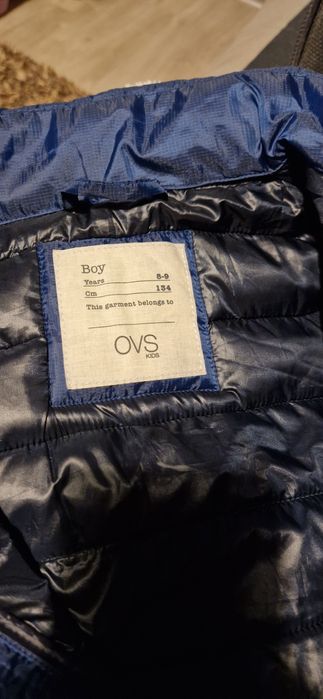 Boy
Years 8-9
Cm 134
This garment belongs to
OVS
KIDS